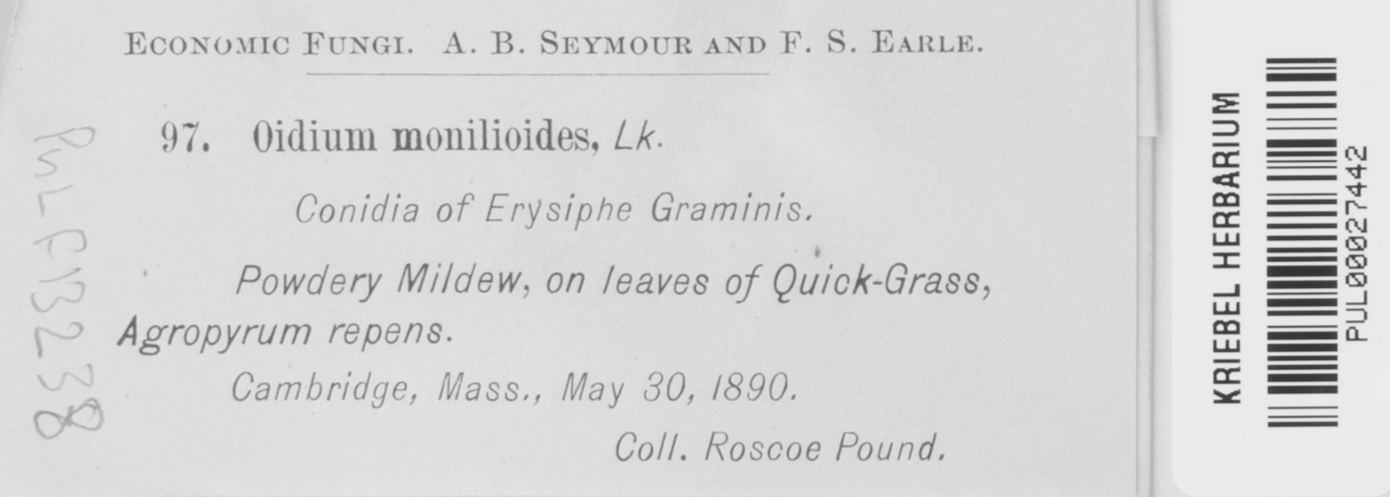 ECONOMIC FUNGI. A. B. SEYMOUR AND F. S. EARLE.
97. Oidium monilioides, Lk.
Conidia of Erysiphe Graminis.
Powdery Mildew, on leaves of Quick-Grass,
Agropyrum repens.
Cambridge, Mass., May 30, 1890.
Coll. Roscoe Pound.
PUL F13238
KRIEBEL HERBARIUM
PUL00027442